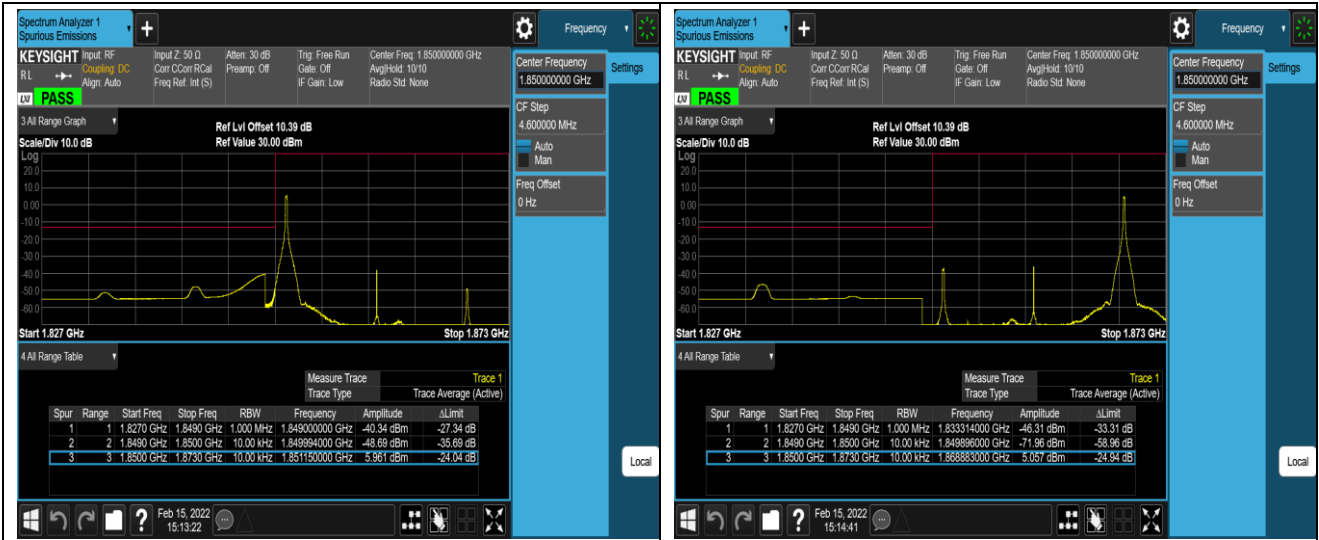 Spectrum Analyzer 1
Spurious Emissions
+
Frequency
KEYSIGHT Input: RF Input Z: 50 Ω Atten: 30 dB Trig: Free Run Center Freq: 1.850000000 GHz
RL Coupling: DC Corr CCorr RCal Preamp: Off Gate: Off Avg|Hold: 10/10
Align: Auto Freq Ref: Int (S) IF Gain: Low Radio Std: None
LXI PASS
Center Frequency
1.850000000 GHz
Settings
CF Step
4.600000 MHz
Auto
Man
Freq Offset
0 Hz
3 All Range Graph
Ref Lvl Offset 10.39 dB
Scale/Div 10.0 dB Ref Value 30.00 dBm
Log
20.0
10.0
0.00
-10.0
-20.0
-30.0
-40.0
-50.0
-60.0
Start 1.827 GHz Stop 1.873 GHz
4 All Range Table
Measure Trace Trace 1
Trace Type Trace Average (Active)
Spur Range Start Freq Stop Freq RBW Frequency Amplitude ΔLimit
1 1 1.8270 GHz 1.8490 GHz 1.000 MHz 1.849000000 GHz -40.34 dBm -27.34 dB
2 2 1.8490 GHz 1.8500 GHz 10.00 kHz 1.849994000 GHz -48.69 dBm -35.69 dB
3 3 1.8500 GHz 1.8730 GHz 10.00 kHz 1.851150000 GHz 5.961 dBm -24.04 dB
Local
? Feb 15, 2022
15:13:22
Spectrum Analyzer 1
Spurious Emissions
+
Frequency
KEYSIGHT Input: RF Input Z: 50 Ω Atten: 30 dB Trig: Free Run Center Freq: 1.850000000 GHz
RL Coupling: DC Corr CCorr RCal Preamp: Off Gate: Off Avg|Hold: 10/10
Align: Auto Freq Ref: Int (S) IF Gain: Low Radio Std: None
LXI PASS
Center Frequency
1.850000000 GHz
Settings
CF Step
4.600000 MHz
Auto
Man
Freq Offset
0 Hz
3 All Range Graph
Ref Lvl Offset 10.39 dB
Scale/Div 10.0 dB Ref Value 30.00 dBm
Log
20.0
10.0
0.00
-10.0
-20.0
-30.0
-40.0
-50.0
-60.0
Start 1.827 GHz Stop 1.873 GHz
4 All Range Table
Measure Trace Trace 1
Trace Type Trace Average (Active)
Spur Range Start Freq Stop Freq RBW Frequency Amplitude ΔLimit
1 1 1.8270 GHz 1.8490 GHz 1.000 MHz 1.833314000 GHz -46.31 dBm -33.31 dB
2 2 1.8490 GHz 1.8500 GHz 10.00 kHz 1.849896000 GHz -71.96 dBm -58.96 dB
3 3 1.8500 GHz 1.8730 GHz 10.00 kHz 1.868883000 GHz 5.057 dBm -24.94 dB
Local
? Feb 15, 2022
15:14:41